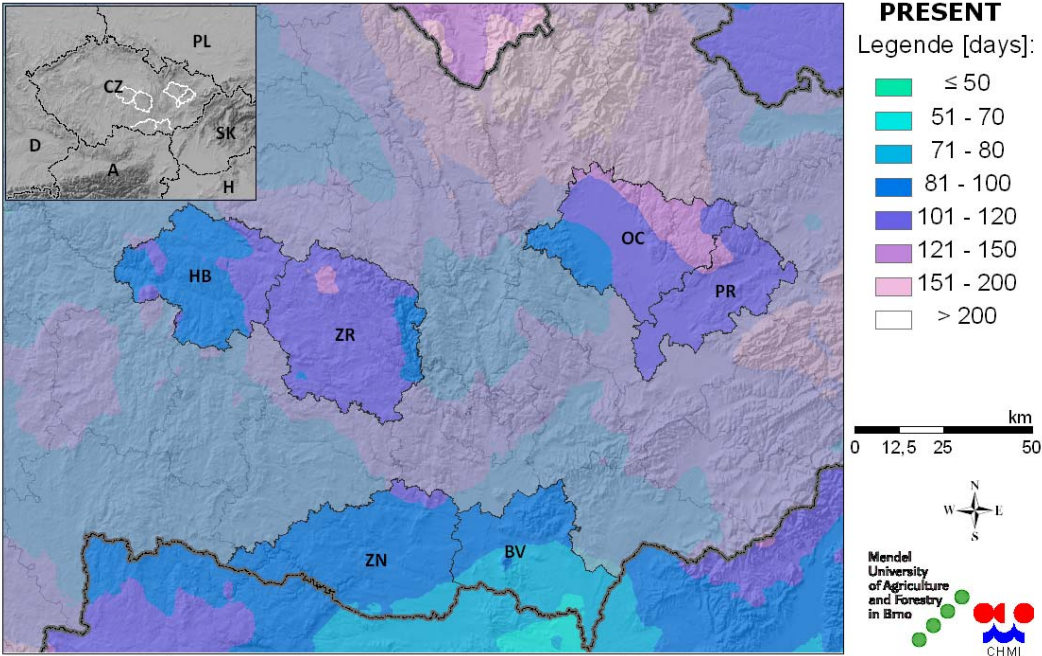 PRESENT
Legende [days]:
≤ 50
51 - 70
71 - 80
81 - 100
101 - 120
121 - 150
151 - 200
> 200
PL
CZ
SK
D
A
H
HB
ZR
OC
PR
ZN
BV
km
0 12,5 25 50
N
W E
S
Mendel
University
of Agriculture
and Forestry
in Brno
CHMI